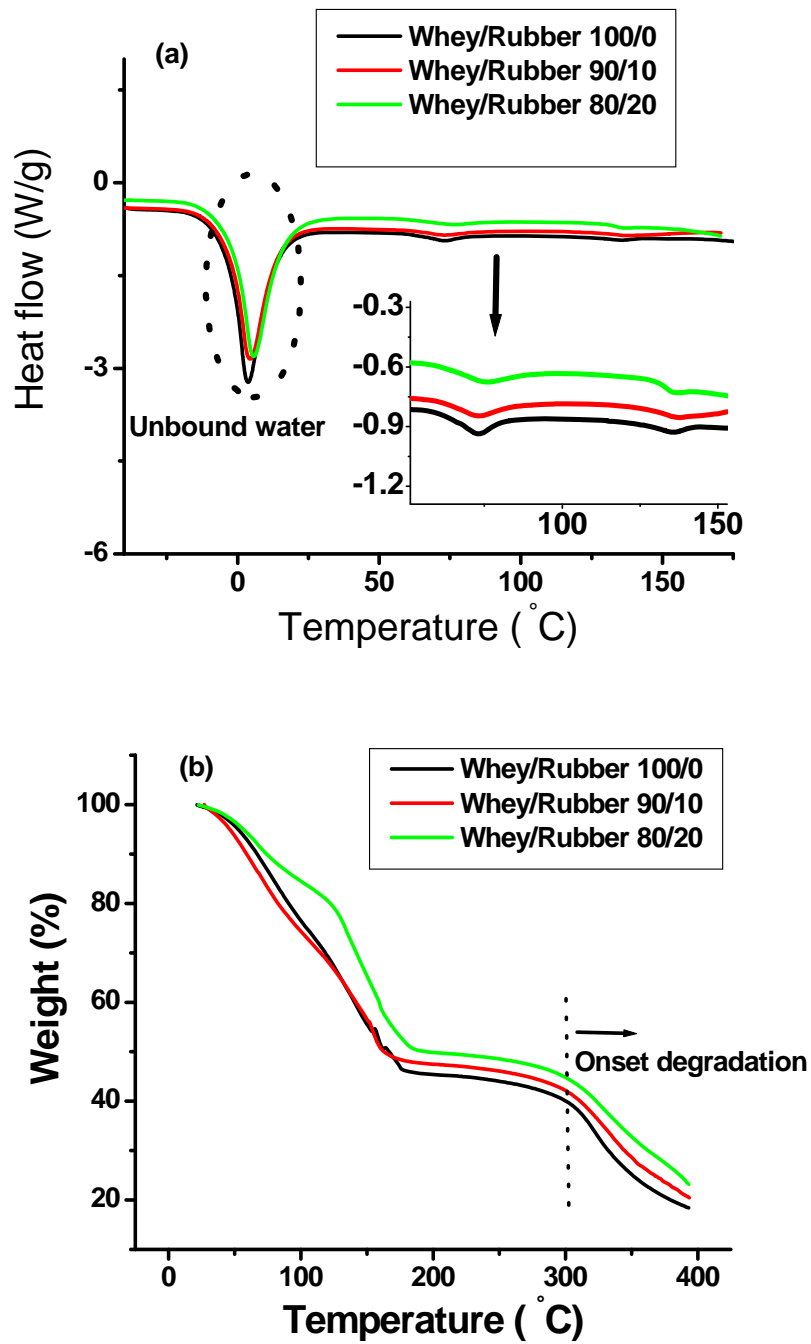 (a)
Whey/Rubber 100/0
Whey/Rubber 90/10
Whey/Rubber 80/20
Heat flow (W/g)
0
-3
-6
Unbound water
-0.3
-0.6
-0.9
-1.2
100 150
0 50 100 150
Temperature ( °C)
(b)
Whey/Rubber 100/0
Whey/Rubber 90/10
Whey/Rubber 80/20
Weight (%)
100
80
60
40
20
Onset degradation
0 100 200 300 400
Temperature ( °C)